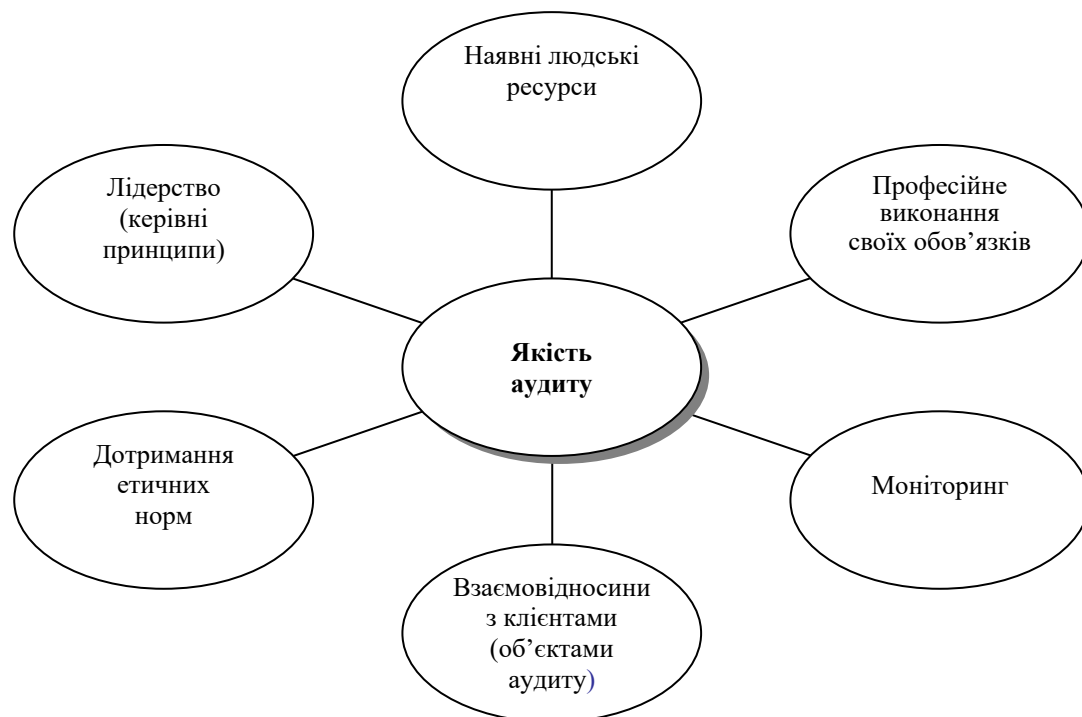 Наявні людські
ресурси
Лідерство
(керівні
принципи)
Професійне
виконання
своїх обов’язків
Якість
аудиту
Дотримання
етичних
норм
Моніторинг
Взаємовідносини
з клієнтами
(об’єктами
аудиту)